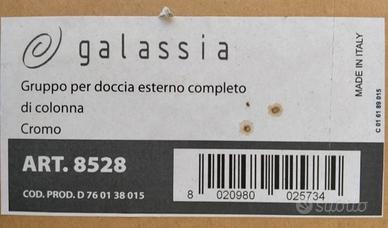 galassia
Gruppo per doccia esterno completo
di colonna
Cromo
ART. 8528
COD. PROD. D 76 01 38 015
8 020980 025734
MADE IN ITALY
C 01 61 89 015
Subito